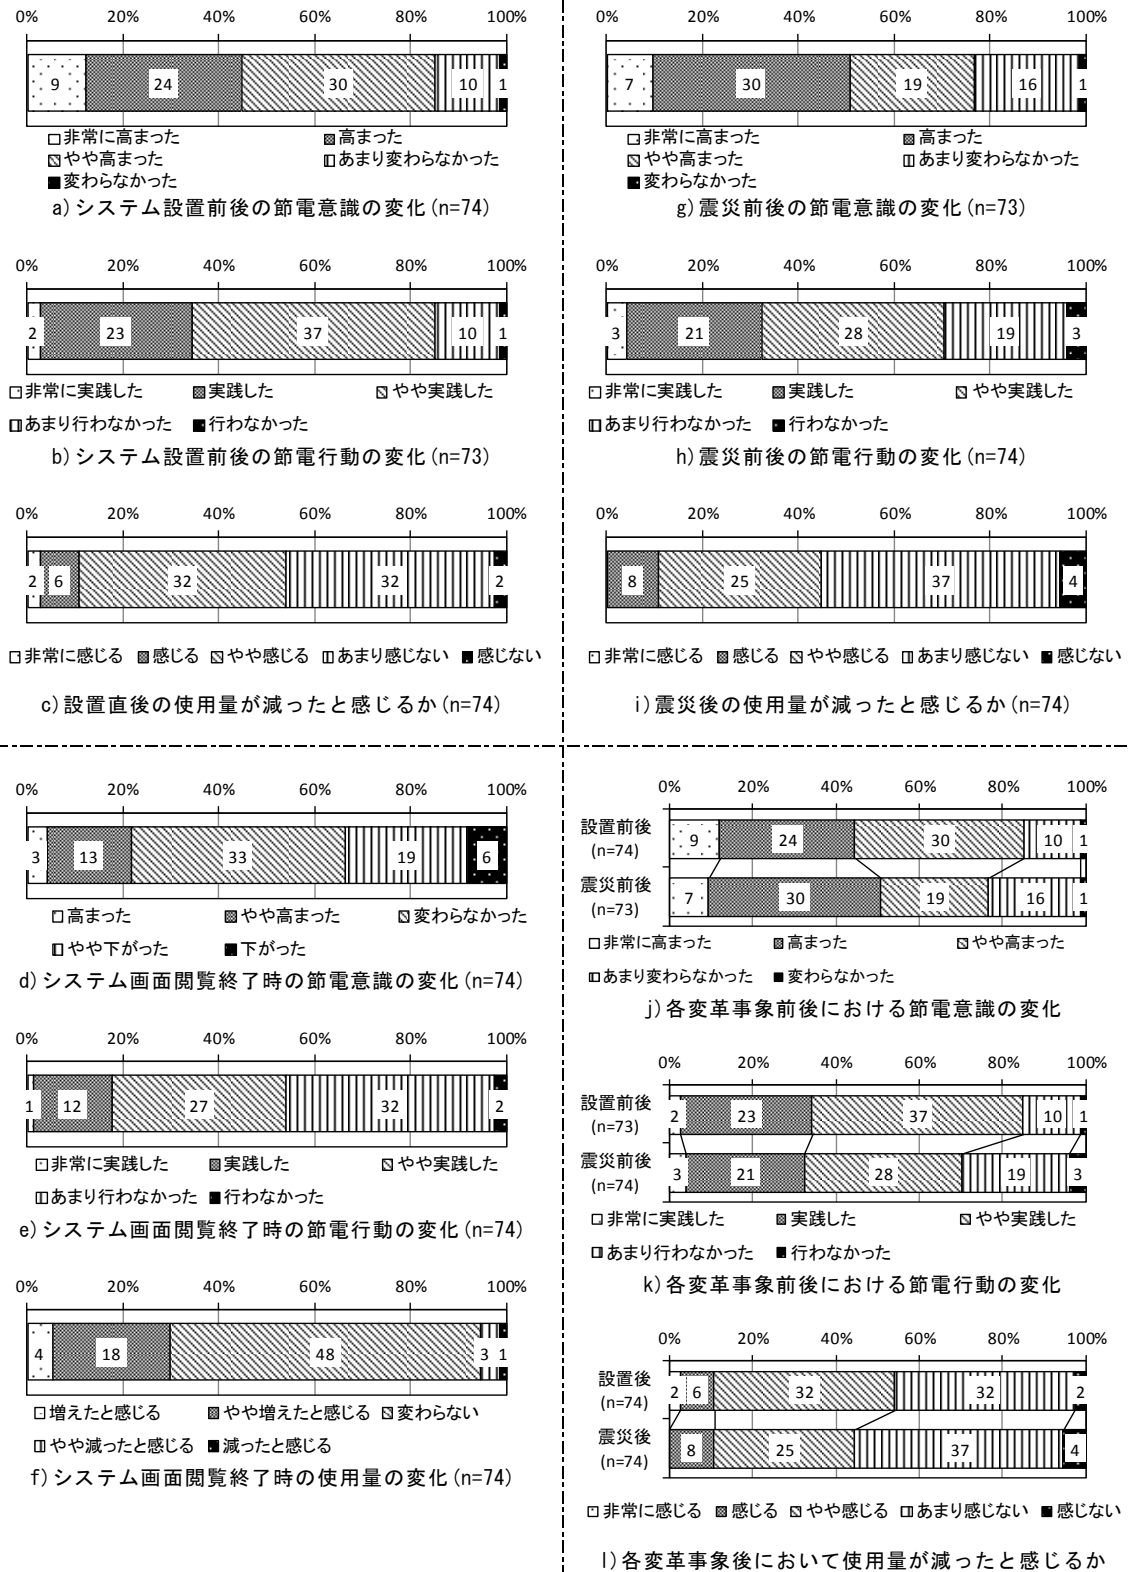 0% 20% 40% 60% 80% 100%
9 24 30 10 1
非常に高まった 高まった
やや高まった あまり変わらなかった
変わらなかった
a)システム設置前後の節電意識の変化(n=74)
0% 20% 40% 60% 80% 100%
2 23 37 10 1
非常に実践した 実践した やや実践した
あまり行わなかった 行わなかった
b)システム設置前後の節電行動の変化(n=73)
0% 20% 40% 60% 80% 100%
2 6 32 32 2
非常に感じる 感じる やや感じる あまり感じない 感じない
c)設置直後の使用量が減ったと感じるか(n=74)
0% 20% 40% 60% 80% 100%
7 30 19 16 1
非常に高まった 高まった
やや高まった あまり変わらなかった
変わらなかった
g)震災前後の節電意識の変化(n=73)
0% 20% 40% 60% 80% 100%
3 21 28 19 3
非常に実践した 実践した やや実践した
あまり行わなかった 行わなかった
h)震災前後の節電行動の変化(n=74)
0% 20% 40% 60% 80% 100%
8 25 37 4
非常に感じる 感じる やや感じる あまり感じない 感じない
i)震災後の使用量が減ったと感じるか(n=74)
0% 20% 40% 60% 80% 100%
3 13 33 19 6
高まった やや高まった 変わらなかった
やや下がった 下がった
d)システム画面閲覧終了時の節電意識の変化(n=74)
0% 20% 40% 60% 80% 100%
1 12 27 32 2
非常に実践した 実践した やや実践した
あまり行わなかった 行わなかった
e)システム画面閲覧終了時の節電行動の変化(n=74)
0% 20% 40% 60% 80% 100%
4 18 48 3 1
増えたと感じる やや増えたと感じる 変わらない
やや減ったと感じる 減ったと感じる
f)システム画面閲覧終了時の使用量の変化(n=74)
0% 20% 40% 60% 80% 100%
設置前後
(n=74)
9 24 30 10 1
震災前後
(n=73)
7 30 19 16 1
非常に高まった 高まった やや高まった
あまり変わらなかった 変わらなかった
j)各変革事象前後における節電意識の変化
0% 20% 40% 60% 80% 100%
設置前後
(n=73)
2 23 37 10 1
震災前後
(n=74)
3 21 28 19 3
非常に実践した 実践した やや実践した
あまり行わなかった 行わなかった
k)各変革事象前後における節電行動の変化
0% 20% 40% 60% 80% 100%
設置後
(n=74)
2 6 32 32 2
震災後
(n=74)
8 25 37 4
非常に感じる 感じる やや感じる あまり感じない 感じない
l)各変革事象後において使用量が減ったと感じるか